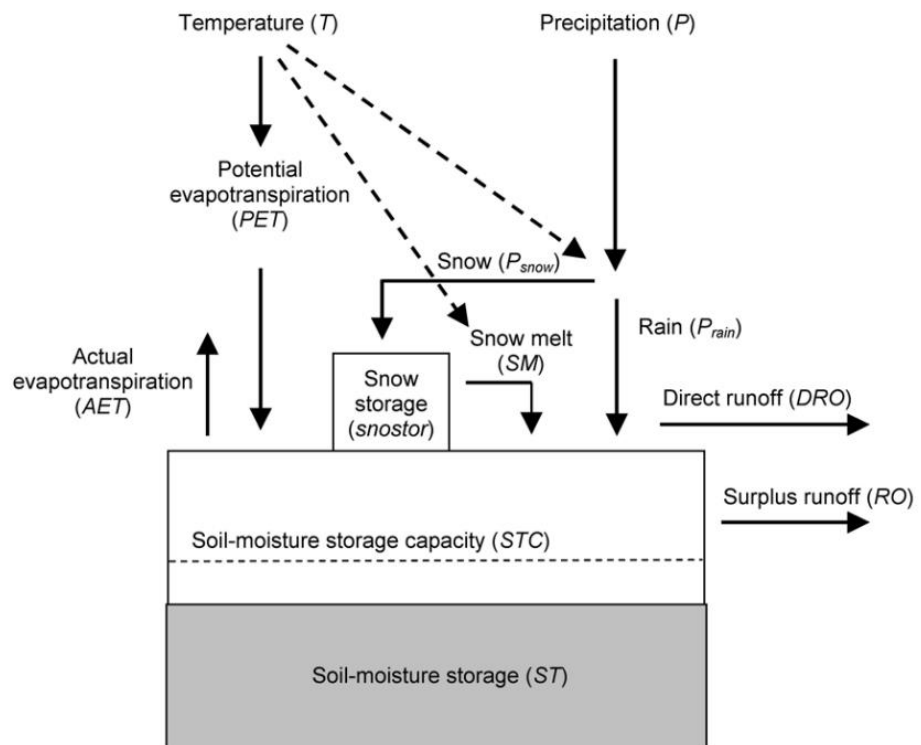 Temperature (T)
Precipitation (P)
Potential
evapotranspiration
(PET)
Snow (Psnow)
Rain (Prain)
Snow melt
(SM)
Actual
evapotranspiration
(AET)
Snow
storage
(snostor)
Direct runoff (DRO)
Surplus runoff (RO)
Soil-moisture storage capacity (STC)
Soil-moisture storage (ST)